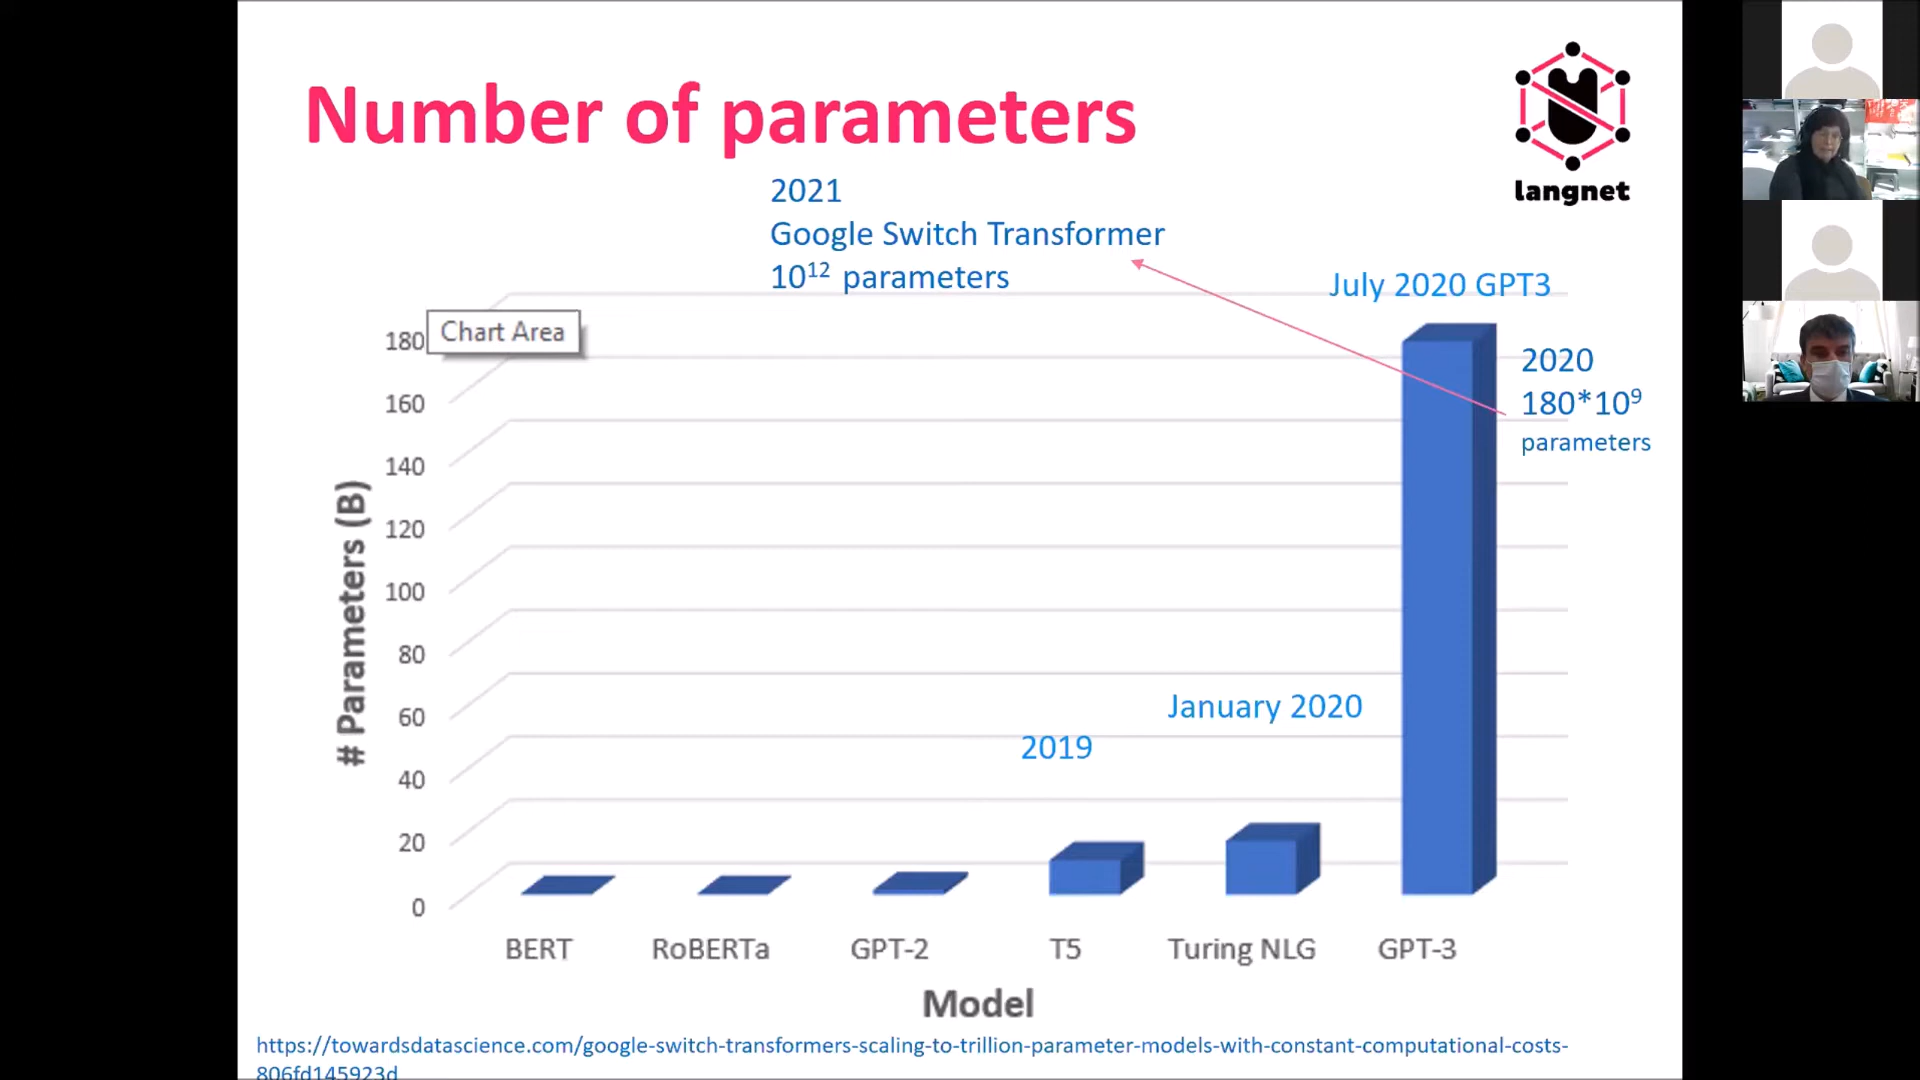 Number of parameters
langnet
2021
Google Switch Transformer
10¹² parameters
July 2020 GPT3
Chart Area
2020
180*10⁹
parameters
# Parameters (B)
180
160
140
120
100
80
60
40
20
0
January 2020
2019
BERT RoBERTa GPT-2 T5 Turing NLG GPT-3
Model
https://towardsdatascience.com/google-switch-transformers-scaling-to-trillion-parameter-models-with-constant-computational-costs-
806fd145923d